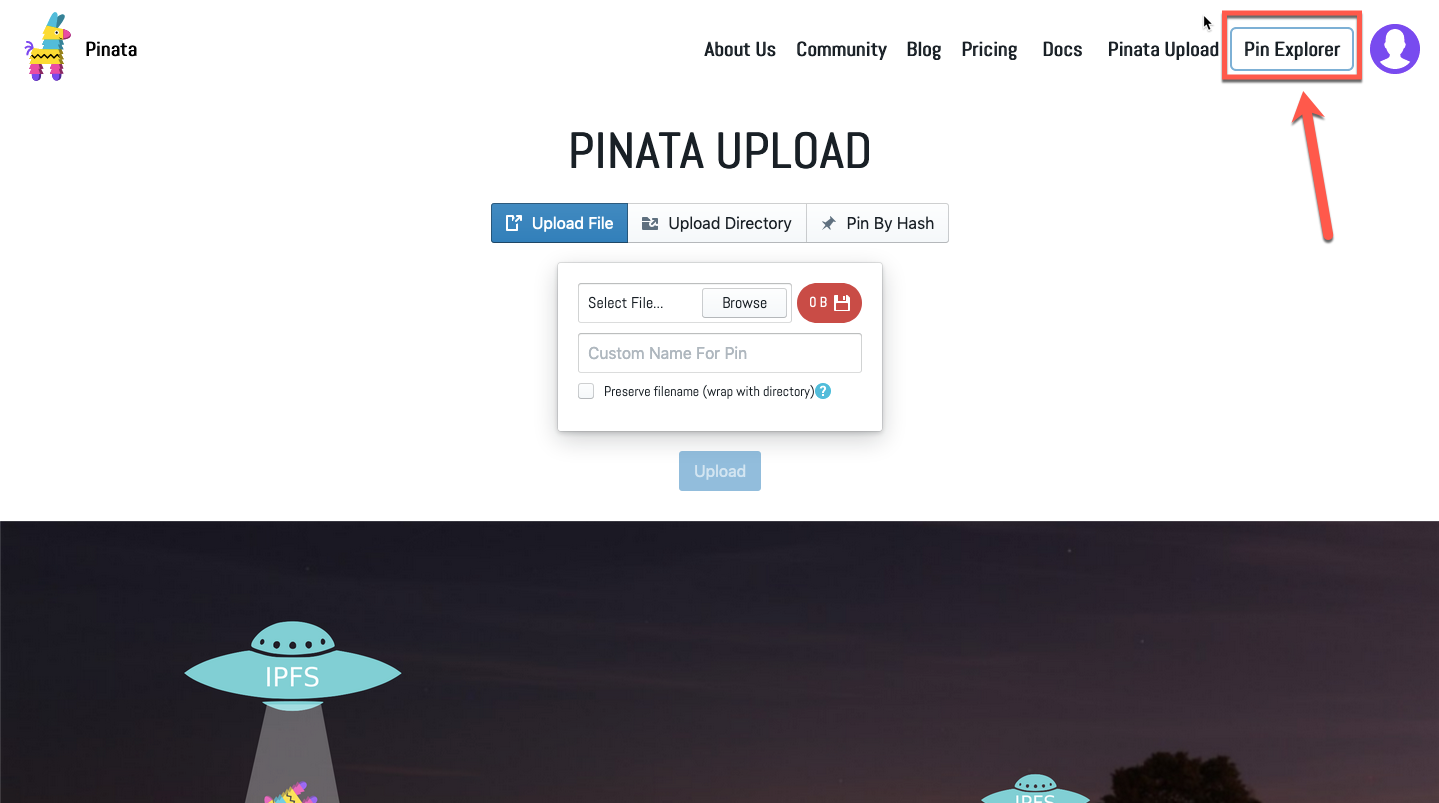 Pinata
About Us Community Blog Pricing Docs Pinata Upload Pin Explorer
PINATA UPLOAD
Upload File Upload Directory Pin By Hash
Select File... Browse 0 B
Custom Name For Pin
Preserve filename (wrap with directory) ?
Upload
IPFS
IPFS